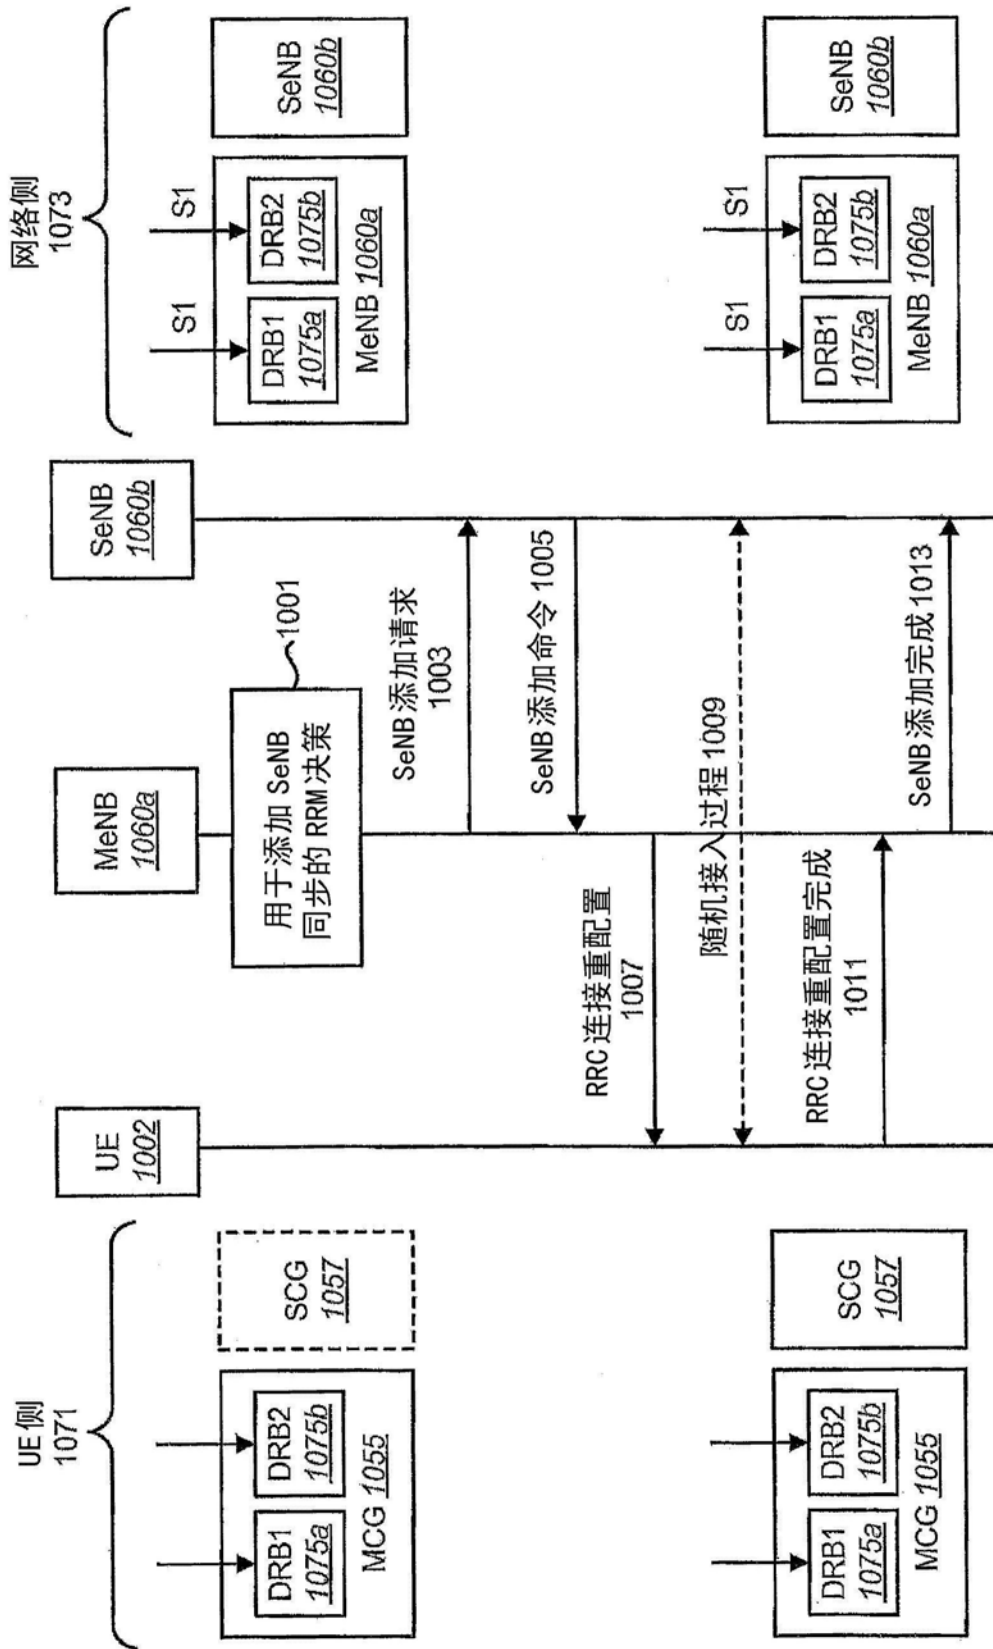 UE侧
1071
网络侧
1073
UE
1002
MeNB
1060a
SeNB
1060b
DRB1
1075a
DRB2
1075b
MCG 1055
SCG
1057
用于添加 SeNB
同步的 RRM 决策
1001
S1
S1
DRB1
1075a
DRB2
1075b
MeNB 1060a
SeNB
1060b
SeNB 添加请求
1003
SeNB 添加命令 1005
RRC 连接重配置
1007
随机接入过程 1009
RRC 连接重配置完成
1011
SeNB 添加完成 1013
DRB1
1075a
DRB2
1075b
MCG 1055
SCG
1057
S1
S1
DRB1
1075a
DRB2
1075b
MeNB 1060a
SeNB
1060b